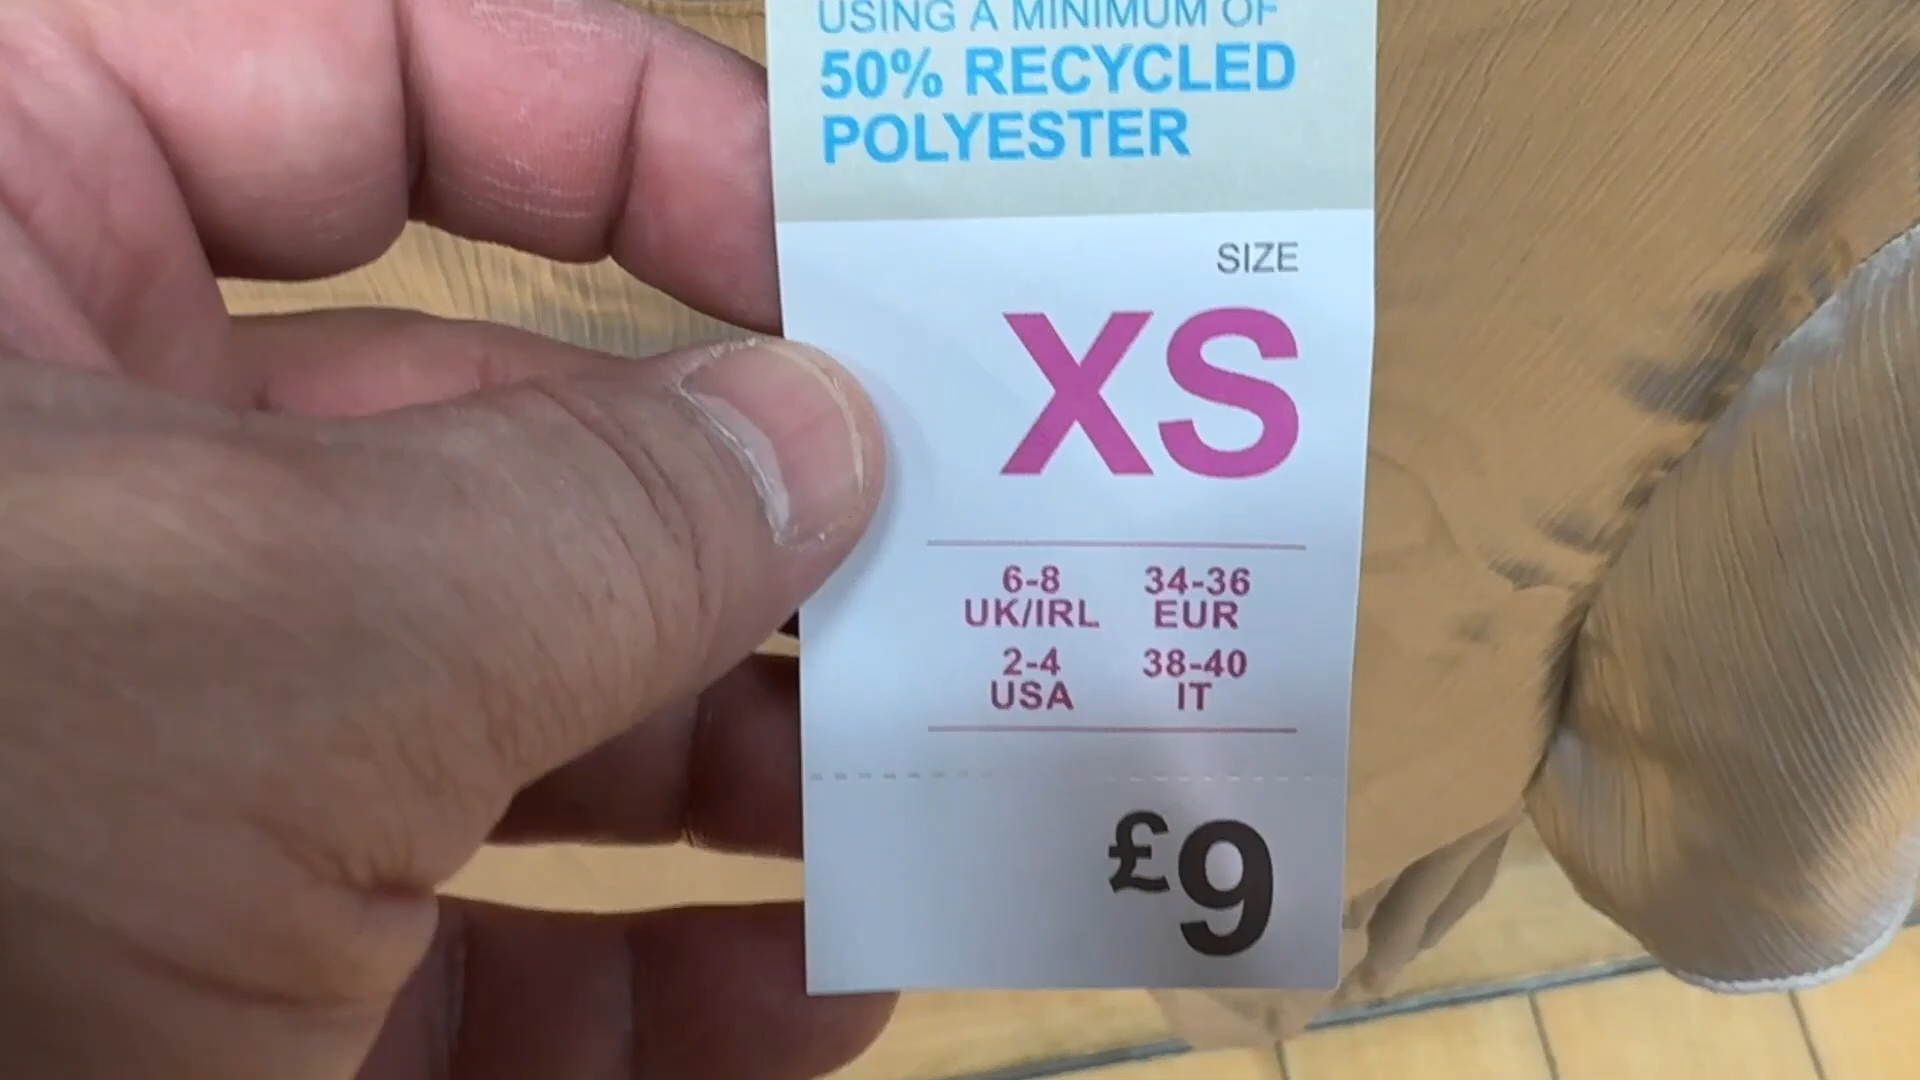 USING A MINIMUM OF
50% RECYCLED
POLYESTER
SIZE
XS
6-8 34-36
UK/IRL EUR
2-4 38-40
USA IT
£9